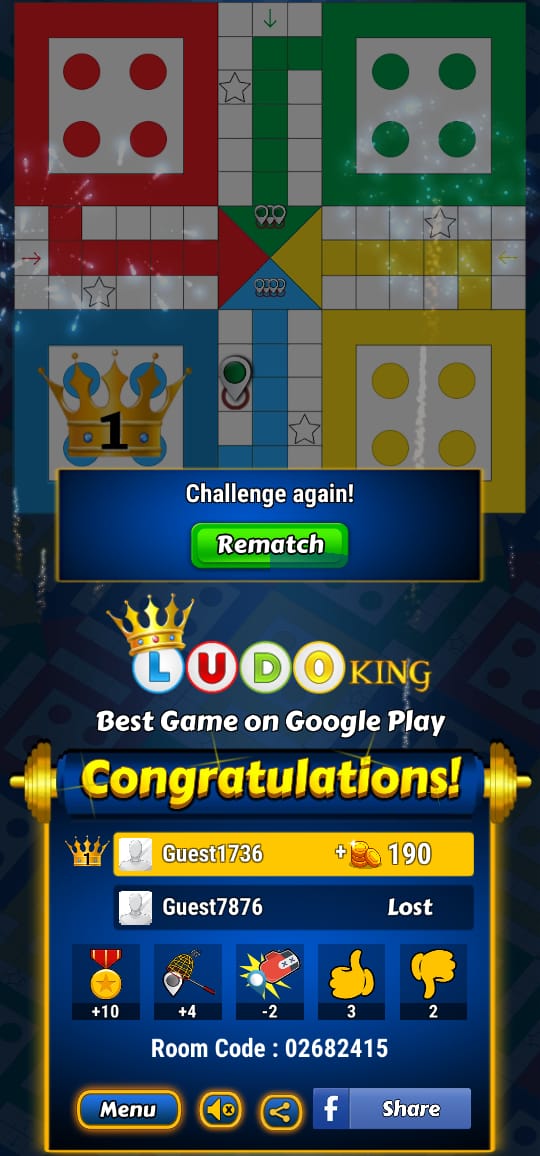 1
Challenge again!
Rematch
LUDO KING
Best Game on Google Play
Congratulations!
1 Guest1736 + 190
Guest7876 Lost
+10 +4 -2 3 2
Room Code : 02682415
Menu f Share